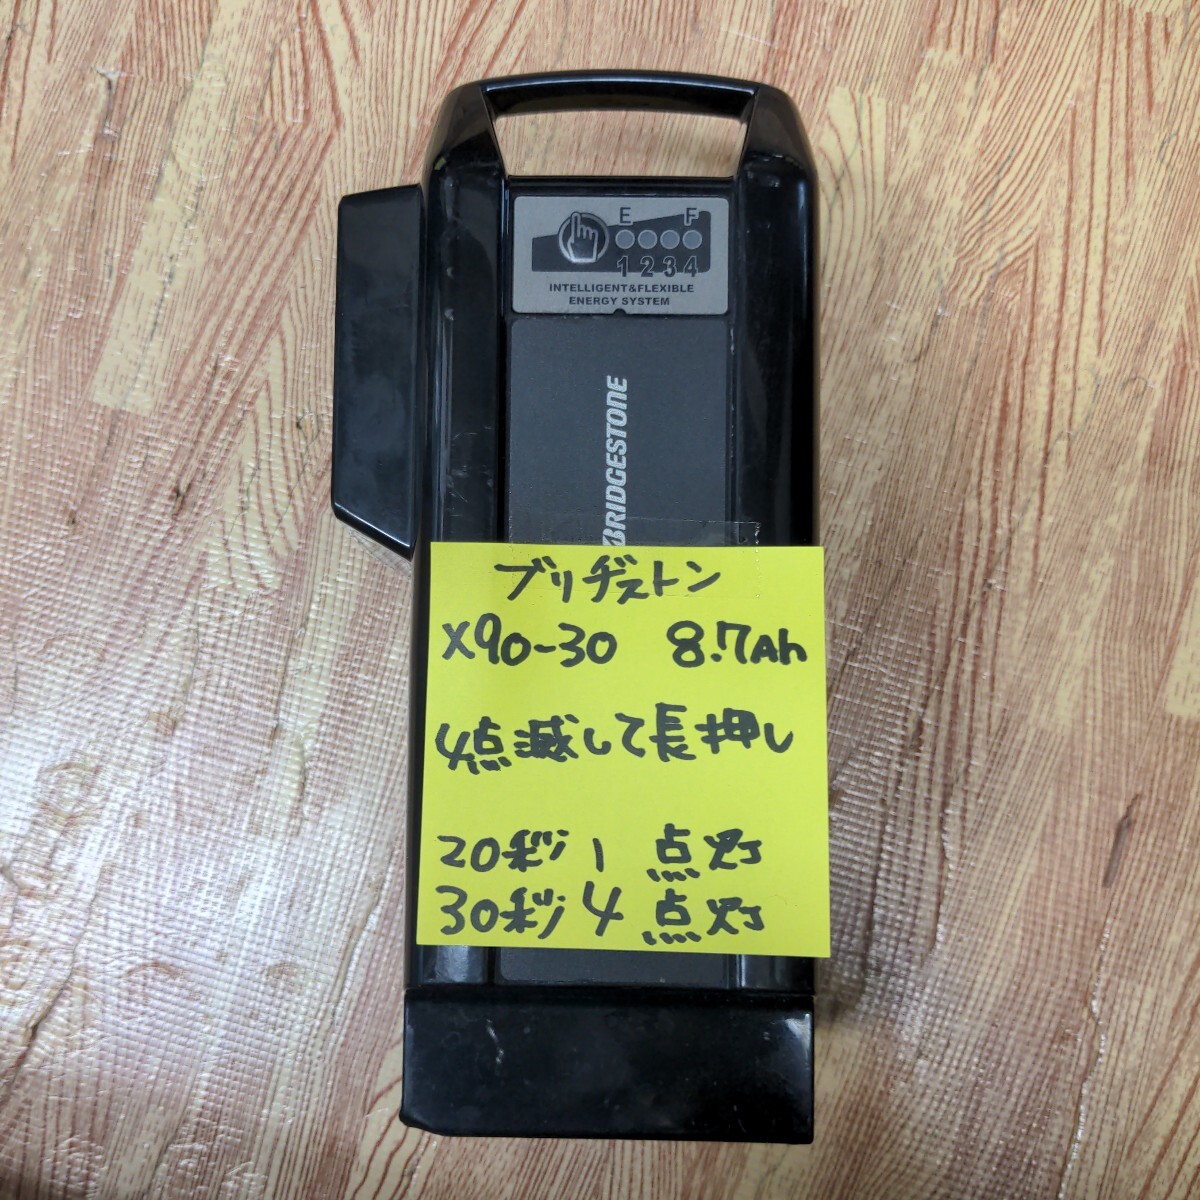 E F
1 2 3 4
INTELLIGENT&FLEXIBLE
ENERGY SYSTEM
BRIDGESTONE
ブリヂストン
X90-30 8.7Ah
4点滅して長押し
20秒 1 点灯
30秒 4 点灯